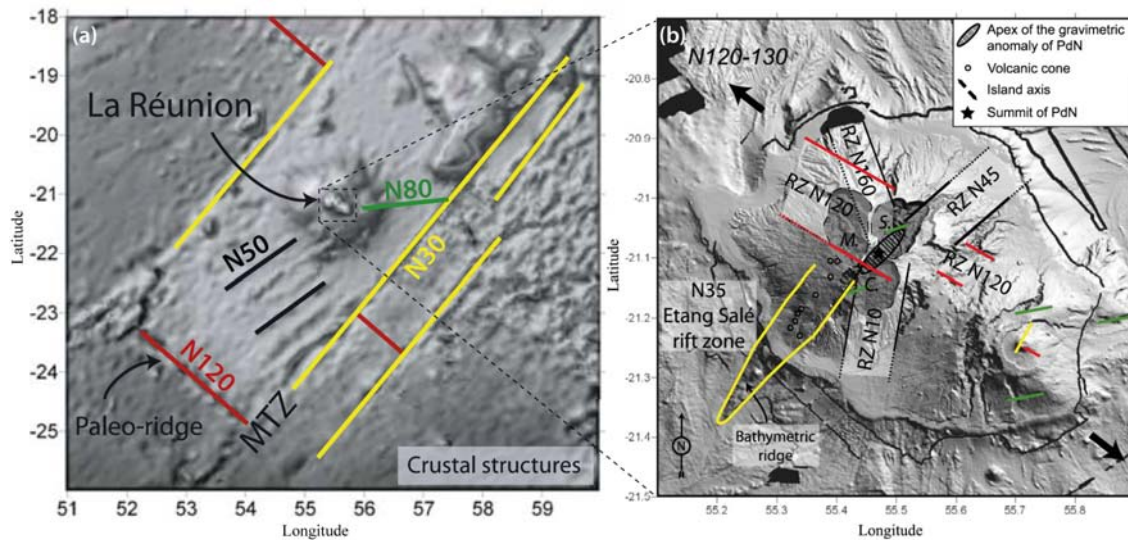 (a)
-18
-19
-20
-21
-22
-23
-24
-25
Latitude
La Réunion
N80
N50
N30
N120
MTZ
Paleo-ridge
Crustal structures
51 52 53 54 55 56 57 58 59
Longitude
(b)
N120-130
Apex of the gravimetric
anomaly of PdN
Volcanic cone
Island axis
Summit of PdN
-20.8
-20.9
-21
-21.1
-21.2
-21.3
-21.4
-21.5
Latitude
RZ N160
RZ N120
RZ N45
S.
M.
C.
RZ N120
N35
Etang Salé
rift zone
RZ N10
Bathymetric
ridge
N
55.2 55.3 55.4 55.5 55.6 55.7 55.8
Longitude